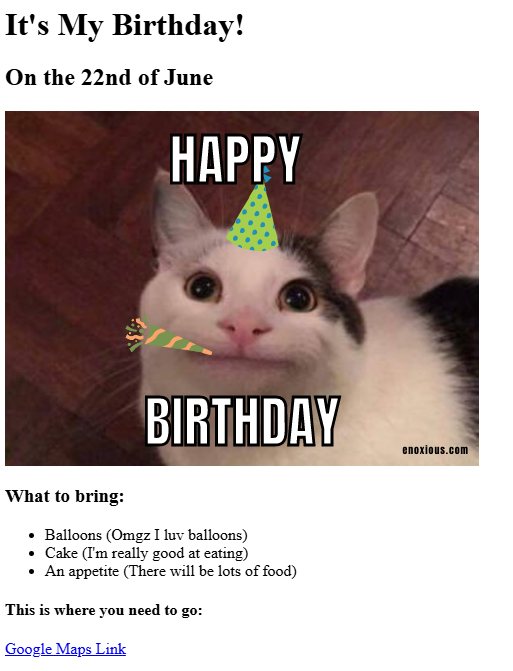 It's My Birthday!
On the 22nd of June
HAPPY
BIRTHDAY
enoxious.com
What to bring:
Balloons (Omgz I luv balloons)
Cake (I'm really good at eating)
An appetite (There will be lots of food)
This is where you need to go:
Google Maps Link